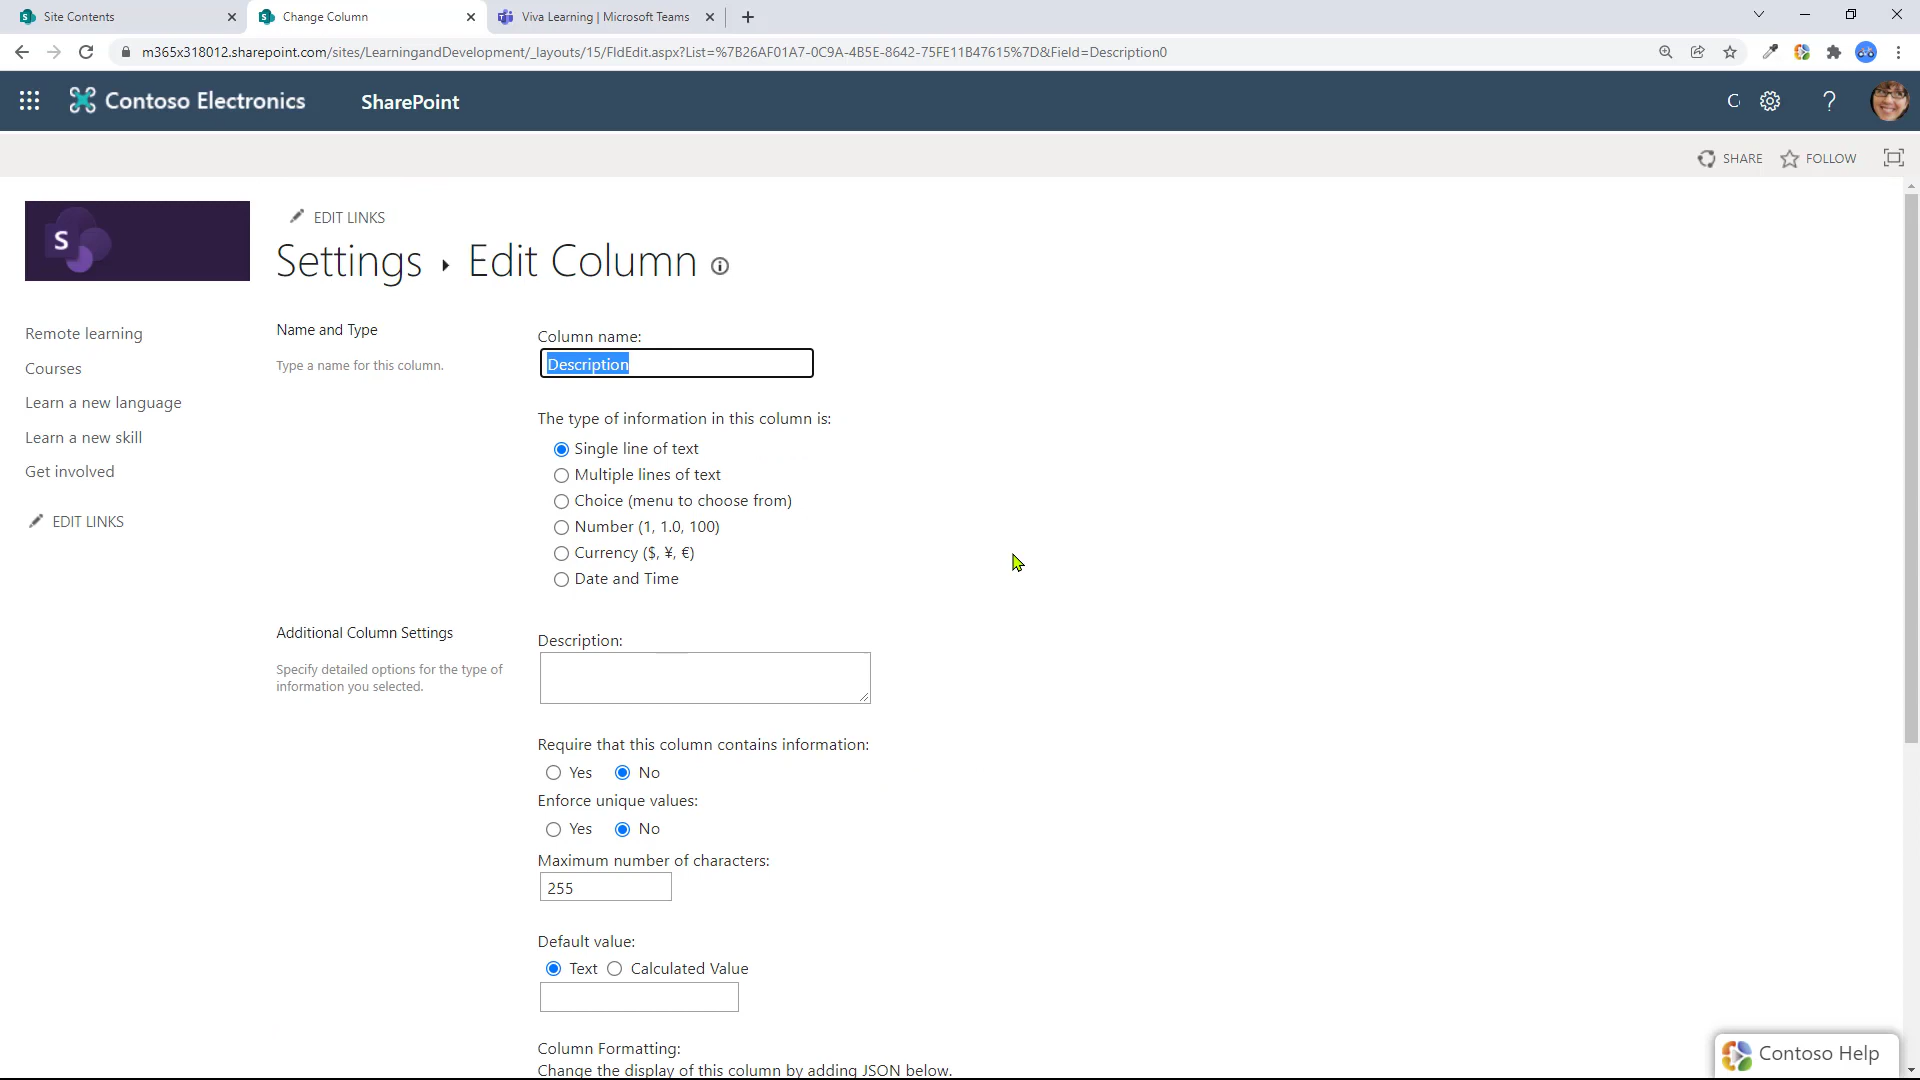 Site Contents
Change Column
Viva Learning | Microsoft Teams
m365x318012.sharepoint.com/sites/LearningandDevelopment/_layouts/15/FldEdit.aspx?List=%7B26AF01A7-0C9A-4B5E-8642-75FE11B47615%7D&Field=Description0
Contoso Electronics SharePoint
SHARE FOLLOW
S
EDIT LINKS
Settings ▸ Edit Column
Remote learning
Courses
Learn a new language
Learn a new skill
Get involved
EDIT LINKS
Name and Type
Type a name for this column.
Column name:
Description
The type of information in this column is:
Single line of text
Multiple lines of text
Choice (menu to choose from)
Number (1, 1.0, 100)
Currency ($, ¥, €)
Date and Time
Additional Column Settings
Specify detailed options for the type of
information you selected.
Description:
Require that this column contains information:
Yes No
Enforce unique values:
Yes No
Maximum number of characters:
255
Default value:
Text Calculated Value
Column Formatting:
Change the display of this column by adding JSON below.
Contoso Help